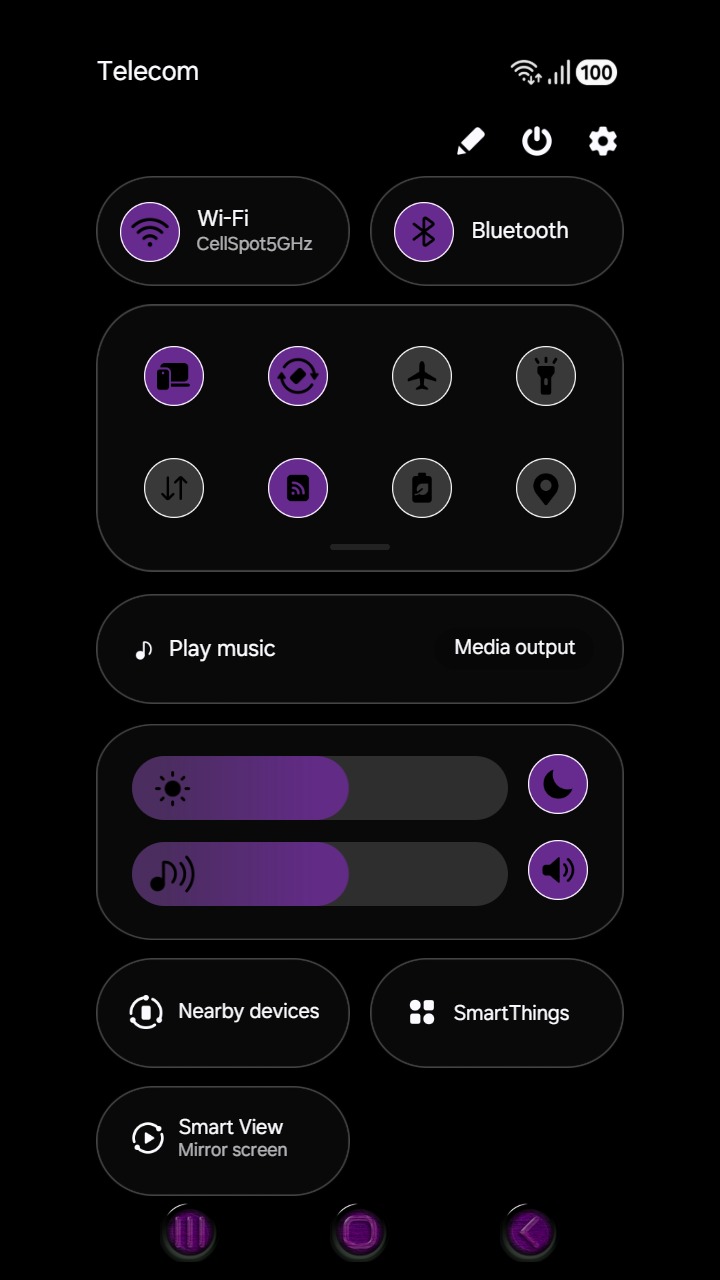 Telecom
100
Wi-Fi
CellSpot5GHz
Bluetooth
Play music
Media output
Nearby devices
SmartThings
Smart View
Mirror screen